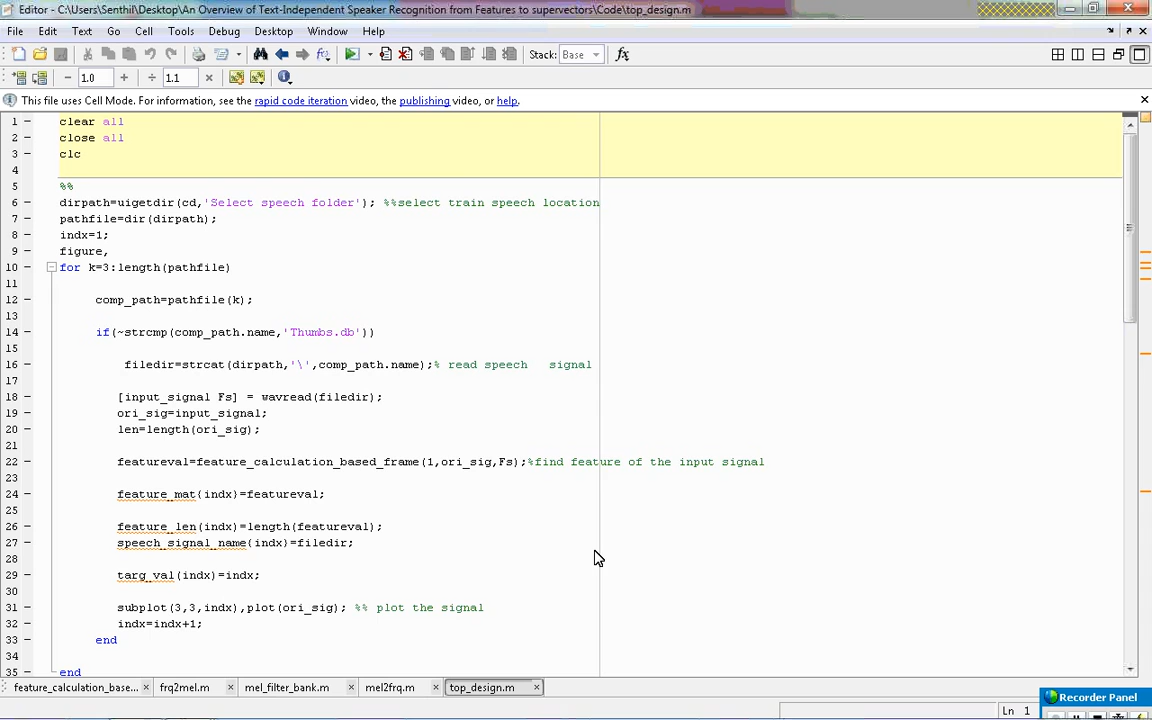 Editor - C:\Users\Senthil\Desktop\An Overview of Text-Independent Speaker Recognition from Features to supervectors\Code\top_design.m
File Edit Text Go Cell Tools Debug Desktop Window Help
Stack: Base fx
− 1.0 + ÷ 1.1 ×
This file uses Cell Mode. For information, see the rapid code iteration video, the publishing video, or help.
1 – clear all
2 – close all
3 – clc
4 –
5 – %%
6 – dirpath=uigetdir(cd,'Select speech folder'); %%select train speech location
7 – pathfile=dir(dirpath);
8 – indx=1;
9 – figure,
10 – for k=3:length(pathfile)
11 –
12 – comp_path=pathfile(k);
13 –
14 – if(~strcmp(comp_path.name,'Thumbs.db'))
15 –
16 – filedir=strcat(dirpath,'\',comp_path.name);% read speech signal
17 –
18 – [input_signal Fs] = wavread(filedir);
19 – ori_sig=input_signal;
20 – len=length(ori_sig);
21 –
22 – featureval=feature_calculation_based_frame(1,ori_sig,Fs);%find feature of the input signal
23 –
24 – feature_mat{indx}=featureval;
25 –
26 – feature_len(indx)=length(featureval);
27 – speech_signal_name{indx}=filedir;
28 –
29 – targ_val(indx)=indx;
30 –
31 – subplot(3,3,indx),plot(ori_sig); %% plot the signal
32 – indx=indx+1;
33 – end
34 –
35 – end
feature_calculation_base... × frq2mel.m × mel_filter_bank.m × mel2frq.m × top_design.m ×
Recorder Panel
Ln 1